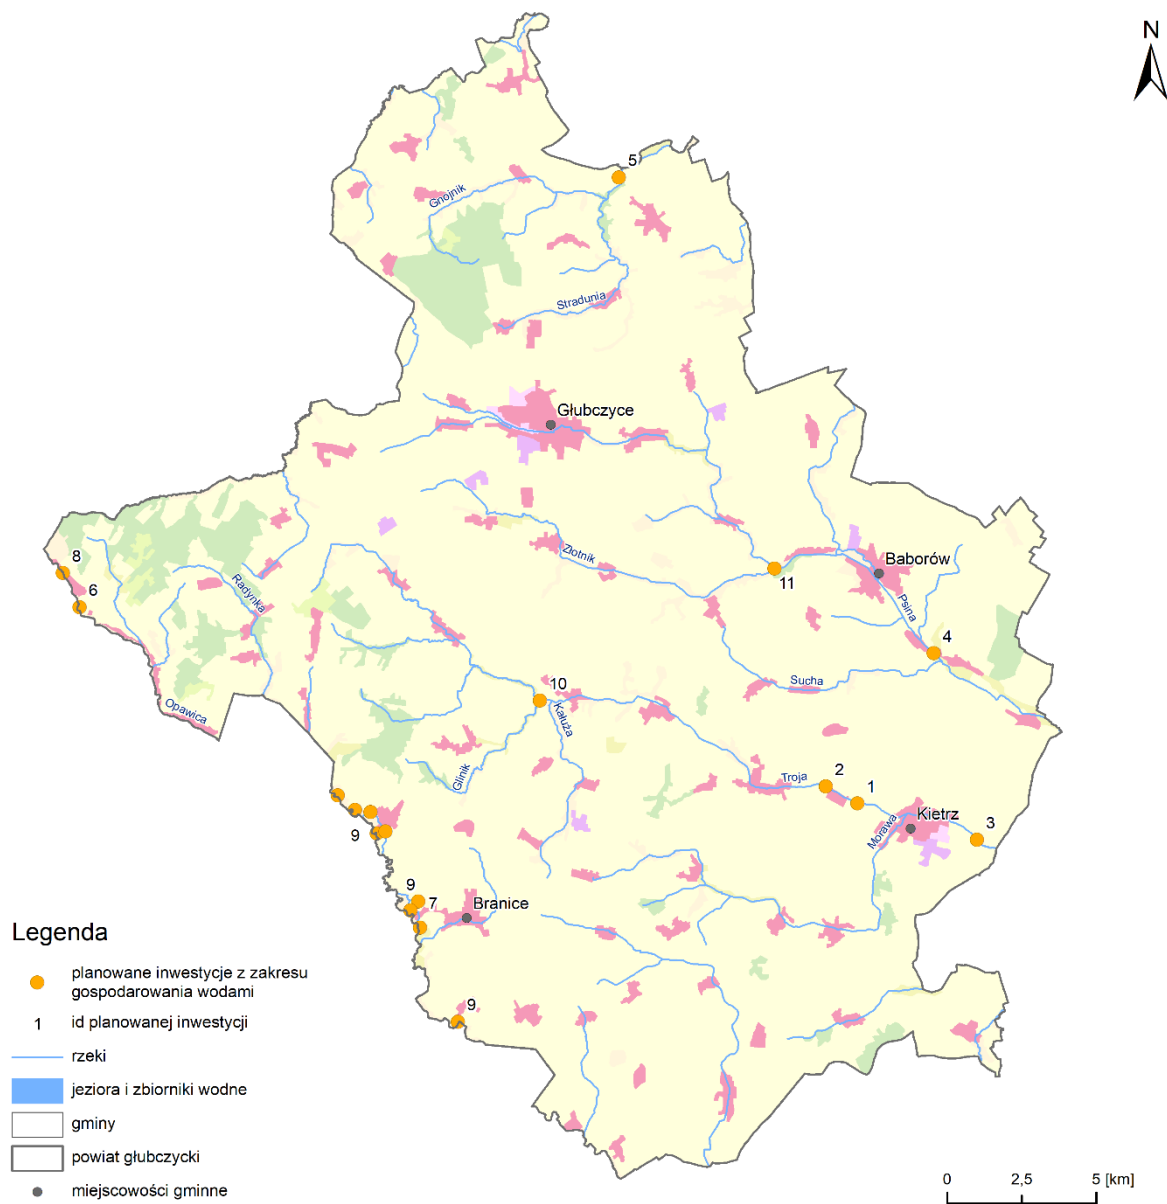 N
5
Gnojnik
Stradunia
Głubczyce
Złotnik
11
Baborów
Psina
8
6
Radynka
4
Sucha
10
Opawica
Kałuża
Glinik
Troja
2
1
Kietrz
3
Morawa
9
9
7
Branice
9
Legenda
planowane inwestycje z zakresu
gospodarowania wodami
1 id planowanej inwestycji
rzeki
jeziora i zbiorniki wodne
gminy
powiat głubczycki
miejscowości gminne
0 2,5 5 [km]